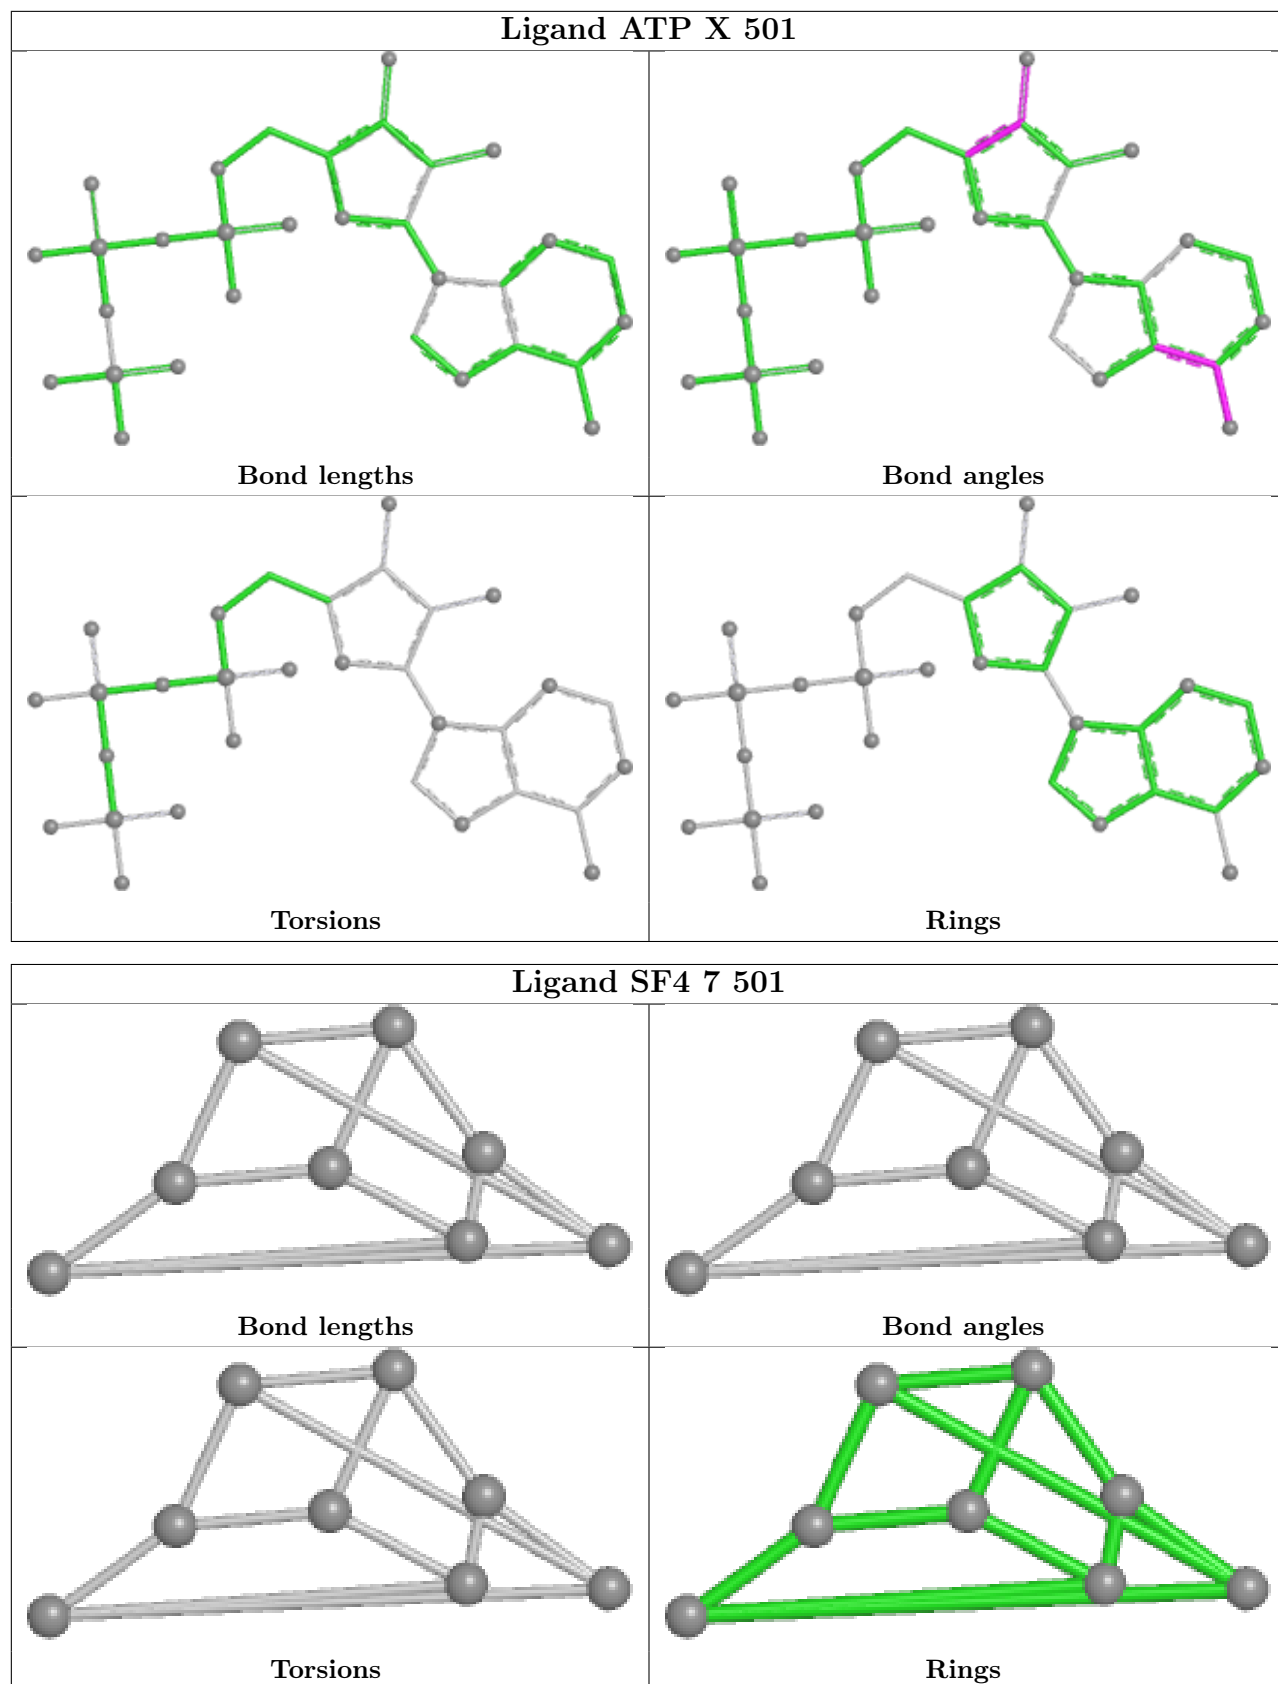 Ligand ATP X 501
Bond lengths
Bond angles
Torsions
Rings
Ligand SF4 7 501
Bond lengths
Bond angles
Torsions
Rings